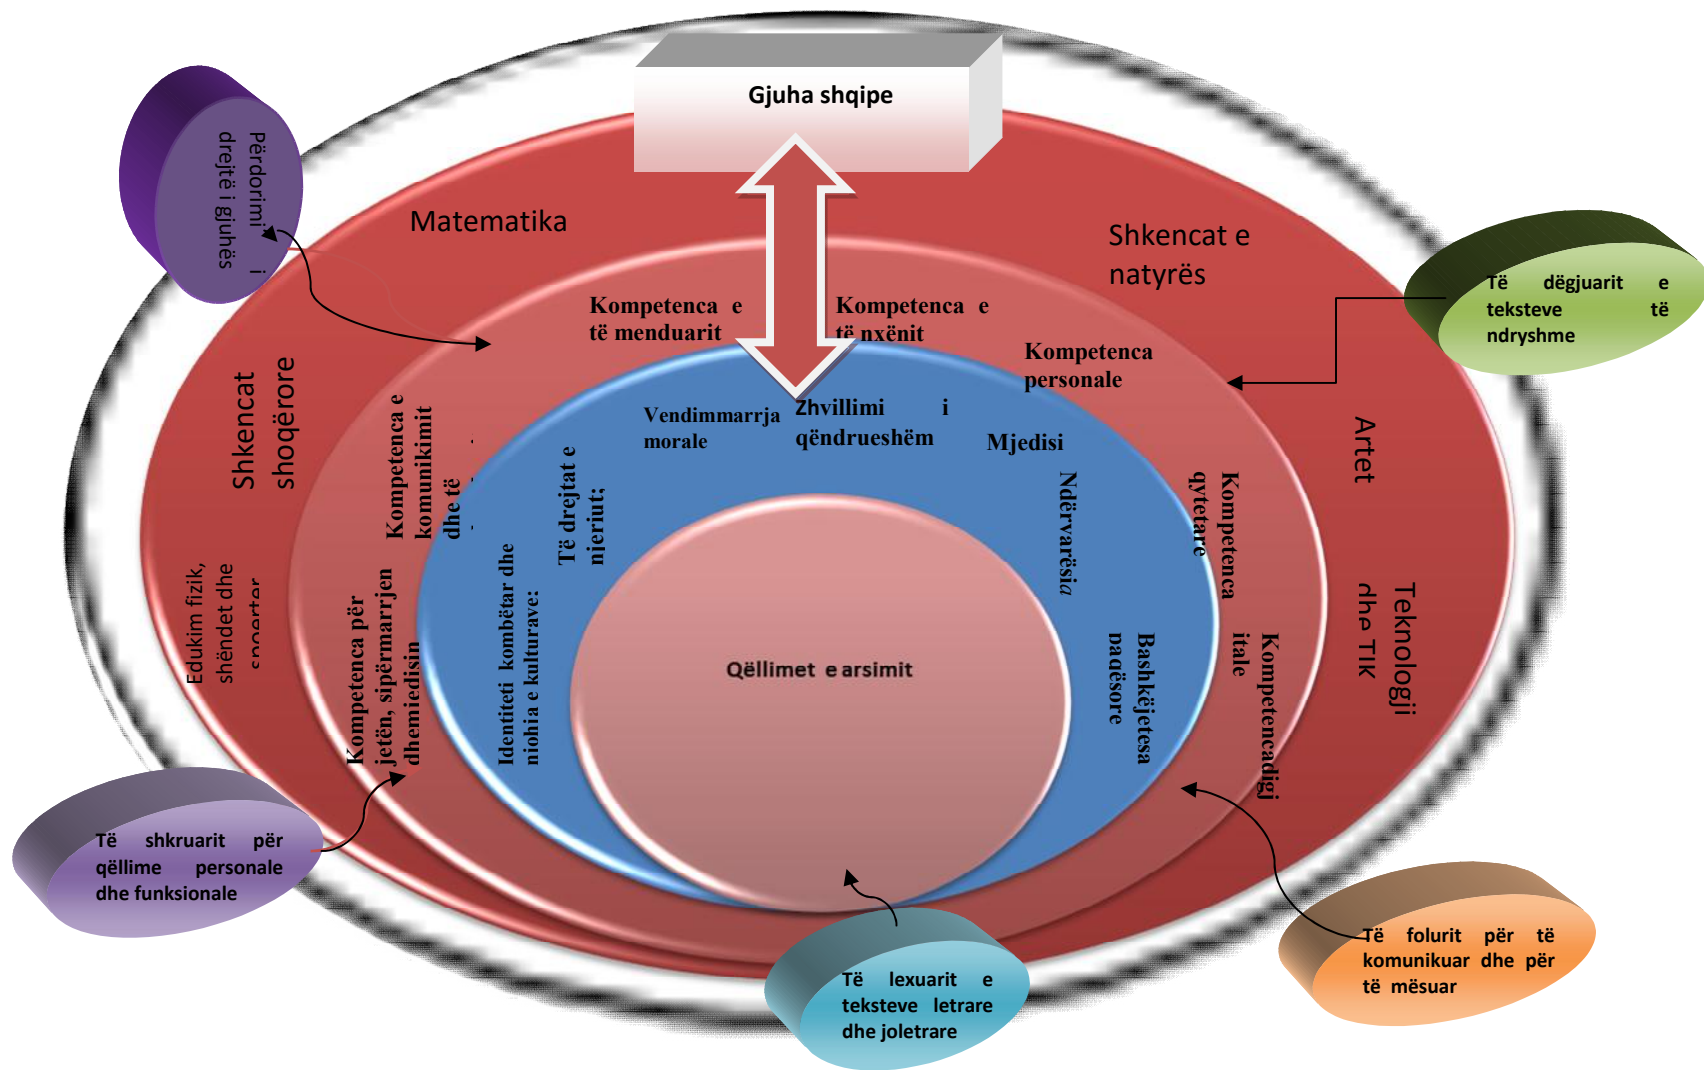 Gjuha shqipe
Përdorimi i
drejtë i gjuhës
Matematika
Shkencat e
natyrës
Të dëgjuarit e
teksteve të
ndryshme
Kompetenca e
të menduarit
Kompetenca e
të nxënit
Kompetenca
personale
Shkencat
shoqërore
Kompetenca e
komunikimit
dhe të
Vendimmarrja
morale
Zhvillimi i
qëndrueshëm
Mjedisi
Artet
Të drejtat e
njeriut;
Ndërvarësia
Kompetenca
qytetare
Edukim fizik,
shëndet dhe
Kompetenca për
jetën, sipërmarrjen
dhemjedisin
Identiteti kombëtar dhe
njohja e kulturave;
Bashkëjetesa
paqësore
Kompetencadigj
itale
Teknologji
dhe TIK
Qëllimet e arsimit
Të shkruarit për
qëllime personale
dhe funksionale
Të lexuarit e
teksteve letrare
dhe joletrare
Të folurit për të
komunikuar dhe për
të mësuar